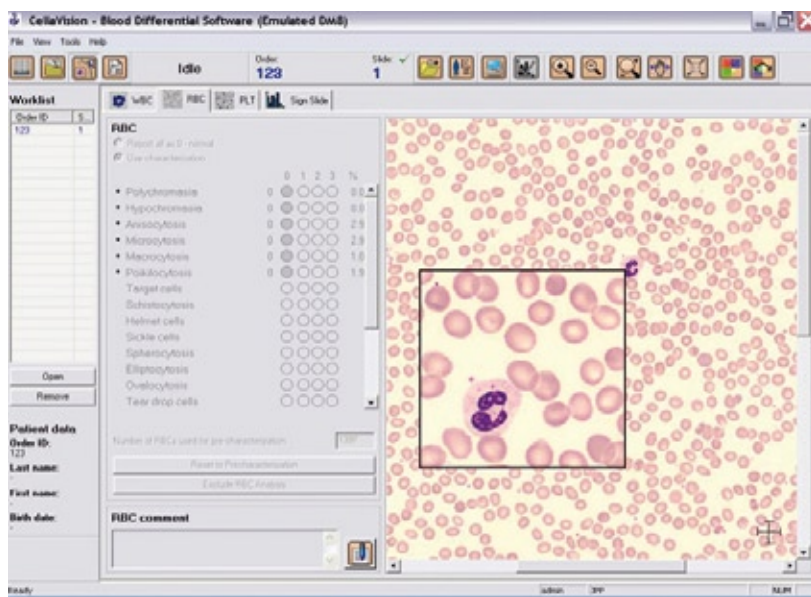 CellaVision - Blood Differential Software (Emulated DM8)
File View Tools Help
Idle
Order:
123
Slide:
1
Worklist
Order ID S...
123 1
WBC RBC PLT Sign Slide
RBC
Report all as 0 - normal
Use characterization
0 1 2 3 %
Polychromasia 0 0.0
Hypochromasia 0 0.0
Anisocytosis 0 2.9
Microcytosis 0 2.9
Macrocytosis 0 1.0
Poikilocytosis 0 1.9
Target cells
Schistocytosis
Helmet cells
Sickle cells
Spherocytosis
Elliptocytosis
Ovalocytosis
Tear drop cells
Open
Remove
Number of RBCs used for pre-characterization:
Reset to Precharacterization
Exclude RBC Analysis
Patient data
Order ID:
123
Last name:
-
First name:
-
Birth date:
-
RBC comment
Ready
admin JPP NUM